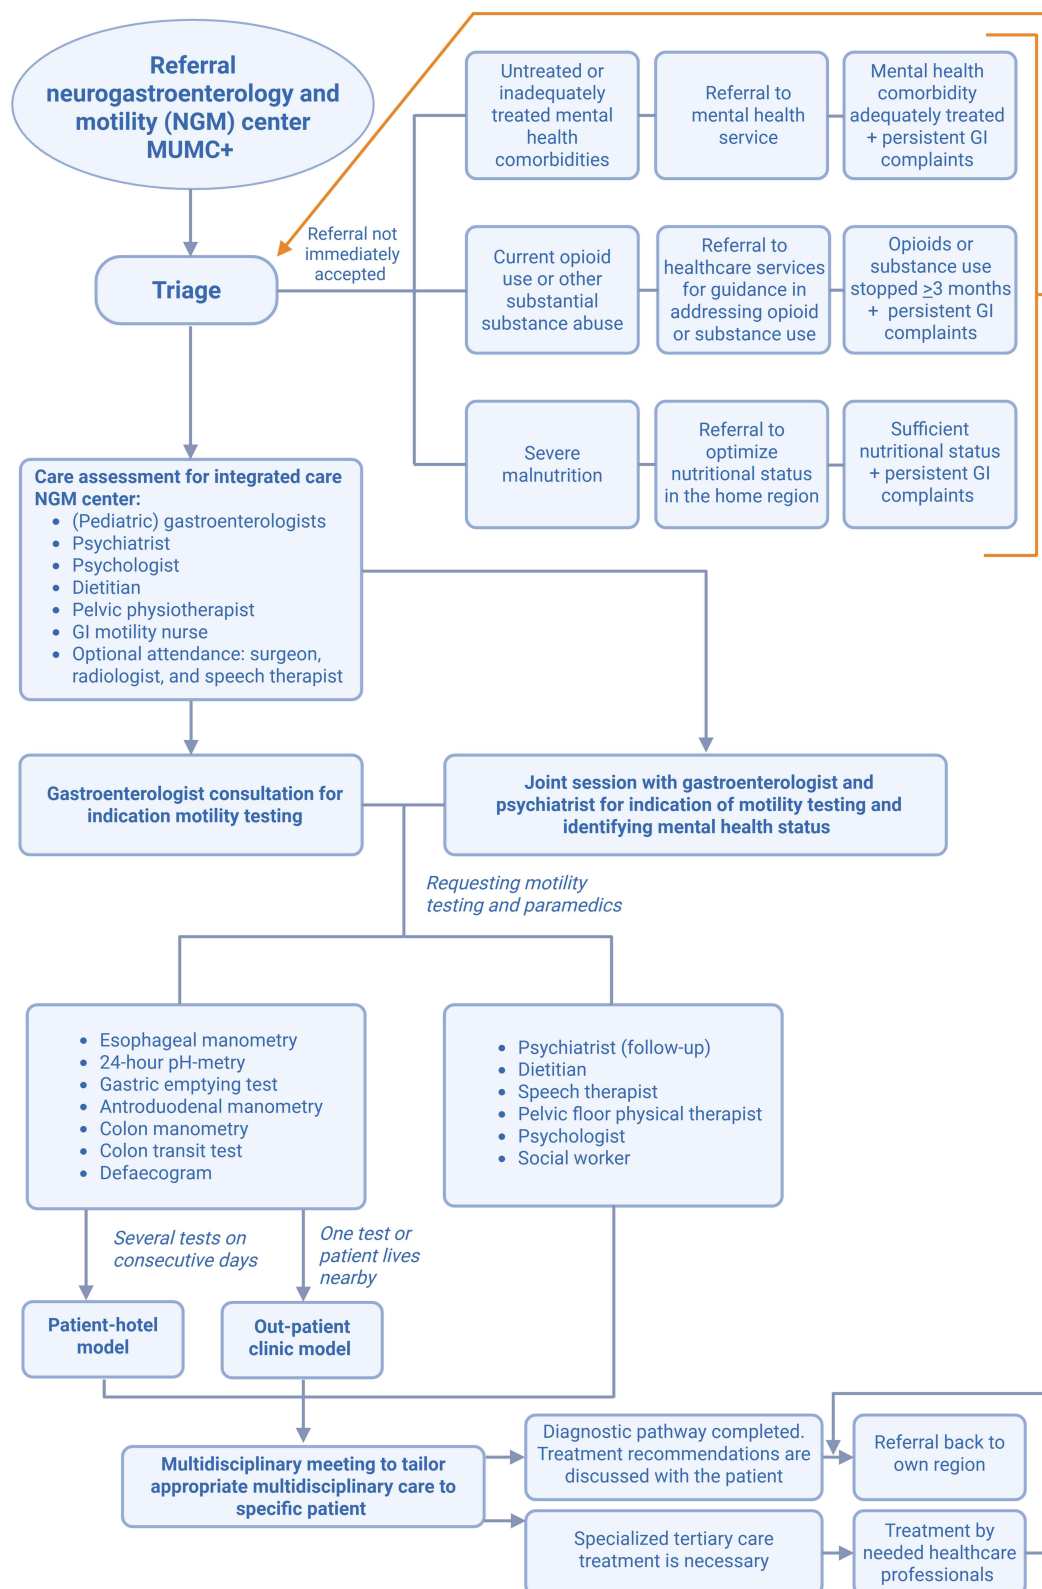 Referral
neurogastroenterology and
motility (NGM) center
MUMC+
Triage
Referral not
immediately
accepted
Untreated or
inadequately
treated mental
health
comorbidities
Referral to
mental health
service
Mental health
comorbidity
adequately treated
+ persistent GI
complaints
Current opioid
use or other
substantial
substance abuse
Referral to
healthcare services
for guidance in
addressing opioid
or substance use
Opioids or
substance use
stopped ≥3 months
+ persistent GI
complaints
Severe
malnutrition
Referral to
optimize
nutritional status
in the home region
Sufficient
nutritional status
+ persistent GI
complaints
Care assessment for integrated care
NGM center:
• (Pediatric) gastroenterologists
• Psychiatrist
• Psychologist
• Dietitian
• Pelvic physiotherapist
• GI motility nurse
• Optional attendance: surgeon,
radiologist, and speech therapist
Gastroenterologist consultation for
indication motility testing
Joint session with gastroenterologist and
psychiatrist for indication of motility testing and
identifying mental health status
Requesting motility
testing and paramedics
• Esophageal manometry
• 24-hour pH-metry
• Gastric emptying test
• Antroduodenal manometry
• Colon manometry
• Colon transit test
• Defaecogram
• Psychiatrist (follow-up)
• Dietitian
• Speech therapist
• Pelvic floor physical therapist
• Psychologist
• Social worker
Several tests on
consecutive days
One test or
patient lives
nearby
Patient-hotel
model
Out-patient
clinic model
Multidisciplinary meeting to tailor
appropriate multidisciplinary care to
specific patient
Diagnostic pathway completed.
Treatment recommendations are
discussed with the patient
Referral back to
own region
Specialized tertiary care
treatment is necessary
Treatment by
needed healthcare
professionals